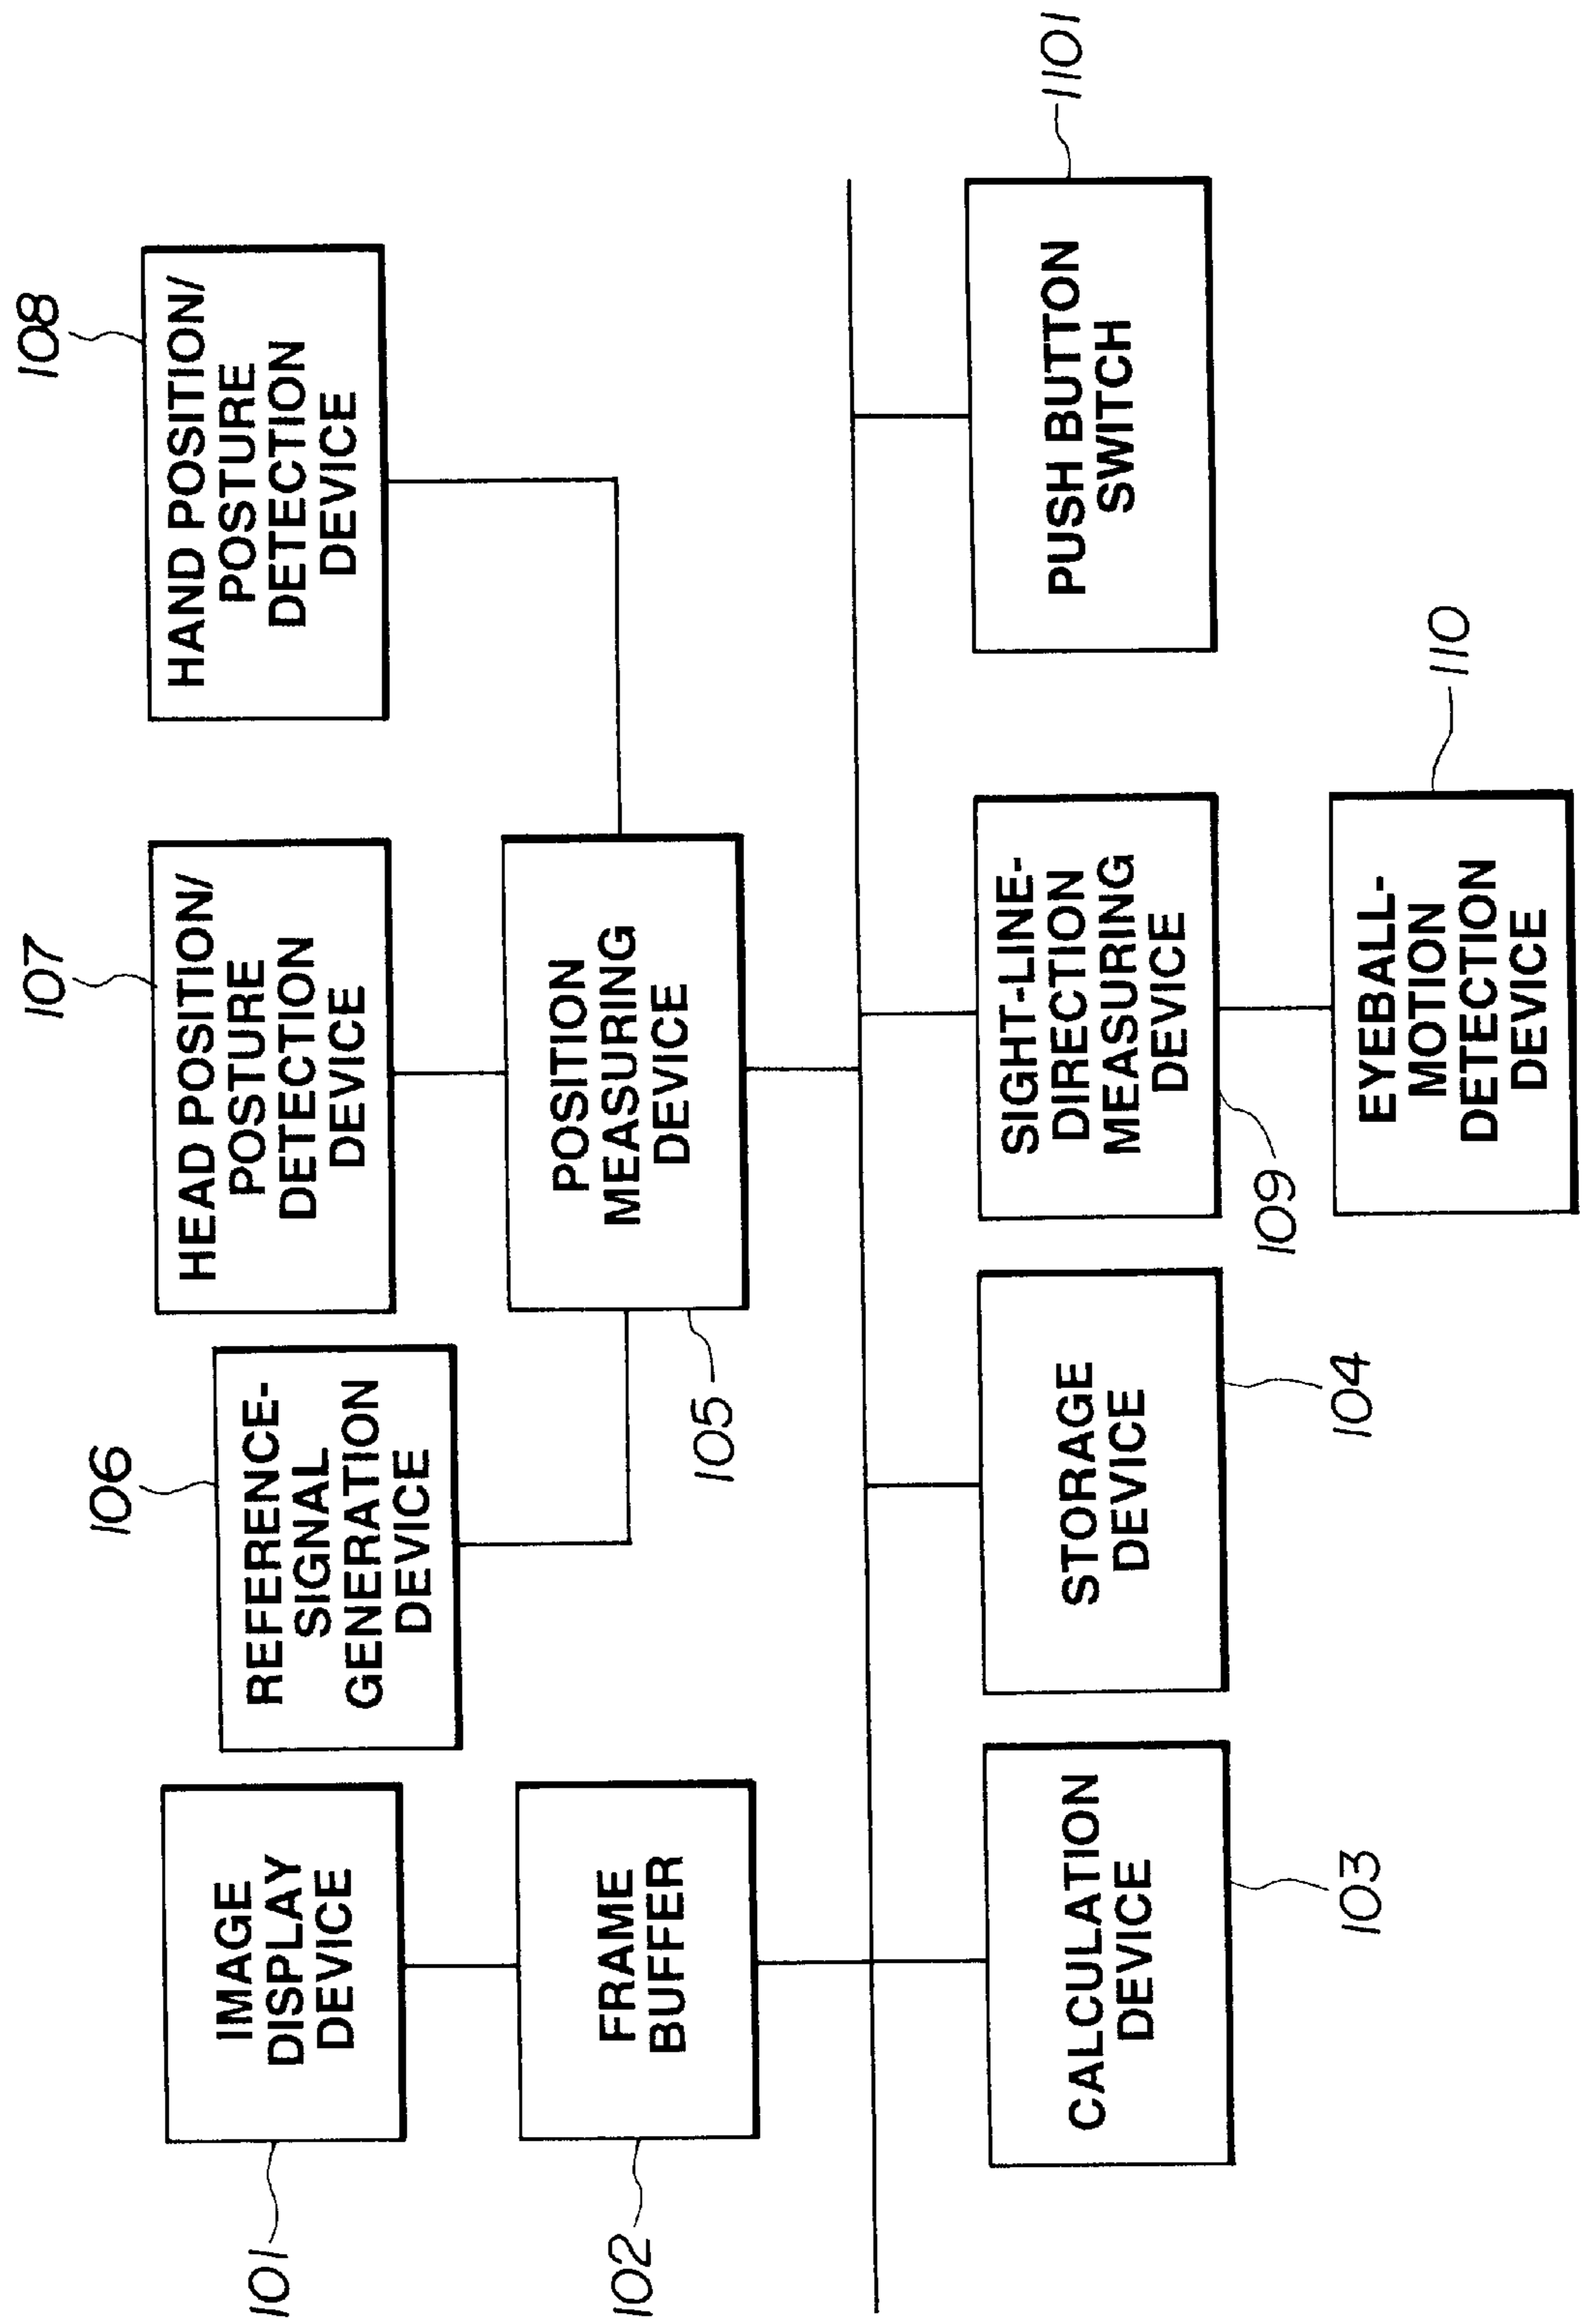 101
IMAGE
DISPLAY
DEVICE
106
REFERENCE-
SIGNAL
GENERATION
DEVICE
107
HEAD POSITION/
POSTURE
DETECTION
DEVICE
108
HAND POSITION/
POSTURE
DETECTION
DEVICE
102
FRAME
BUFFER
105
POSITION
MEASURING
DEVICE
CALCULATION
DEVICE
103
STORAGE
DEVICE
104
SIGHT-LINE-
DIRECTION
MEASURING
DEVICE
109
PUSH BUTTON
SWITCH
1101
EYEBALL-
MOTION
DETECTION
DEVICE
110